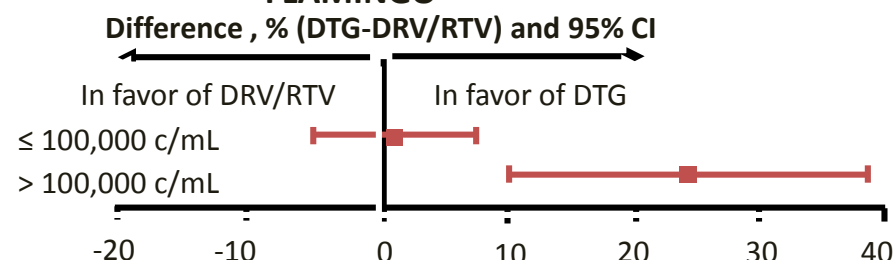 FLAMINGO
Difference , % (DTG-DRV/RTV) and 95% CI
In favor of DRV/RTV In favor of DTG
≤ 100,000 c/mL
> 100,000 c/mL
-20 -10 0 10 20 30 40